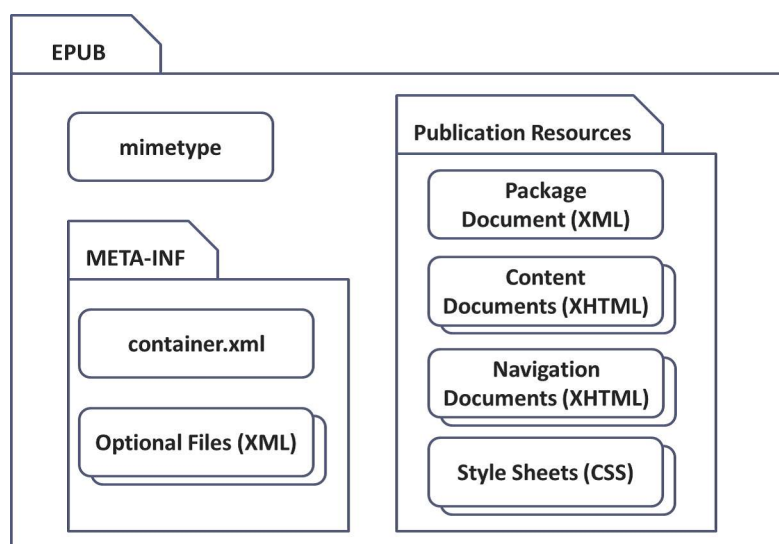 EPUB
mimetype
META-INF
container.xml
Optional Files (XML)
Publication Resources
Package
Document (XML)
Content
Documents (XHTML)
Navigation
Documents (XHTML)
Style Sheets (CSS)